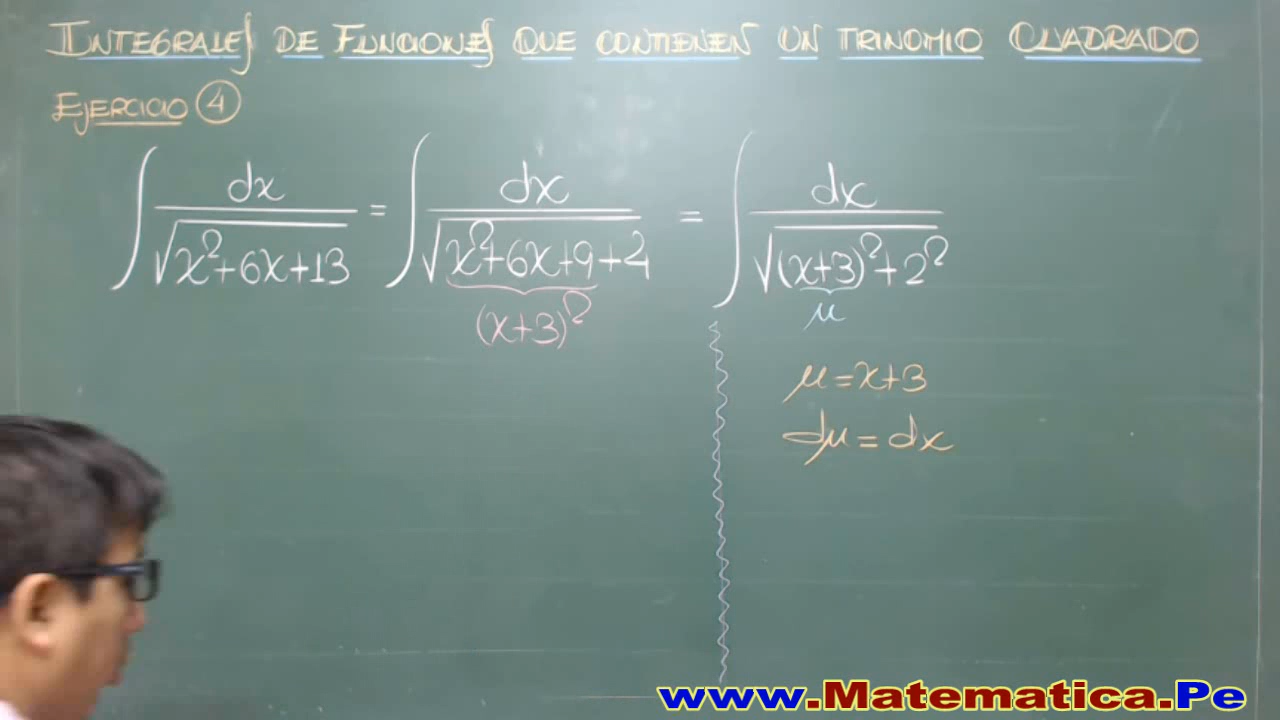 INTEGRALES DE FUNCIONES QUE CONTIENEN UN TRINOMIO CUADRADO
EJERCICIO 4
∫ dx / √(x²+6x+13) = ∫ dx / √(x²+6x+9+4) = ∫ dx / √((x+3)²+2²)
(x+3)²
μ
μ = x+3
dμ = dx
www.Matematica.Pe